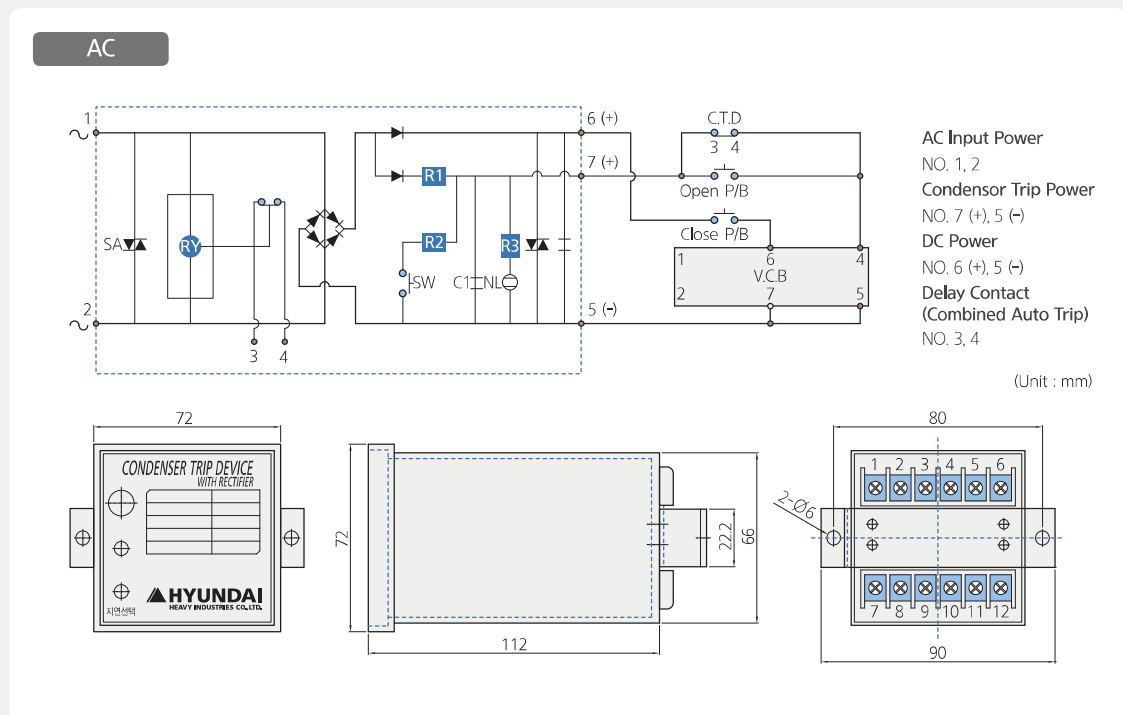 AC
1
2
SA
RY
3 4
R1
R2
R3
SW
C1
NL
6 (+)
7 (+)
5 (-)
C.T.D
3 4
Open P/B
Close P/B
1 6 4
V.C.B
2 7 5
AC Input Power
NO. 1, 2
Condensor Trip Power
NO. 7 (+), 5 (-)
DC Power
NO. 6 (+), 5 (-)
Delay Contact
(Combined Auto Trip)
NO. 3, 4
(Unit : mm)
72
CONDENSER TRIP DEVICE
WITH RECTIFIER
지연선택
HYUNDAI
HEAVY INDUSTRIES CO., LTD.
72
112
22.2
66
80
2-Ø6
1 2 3 4 5 6
7 8 9 10 11 12
90